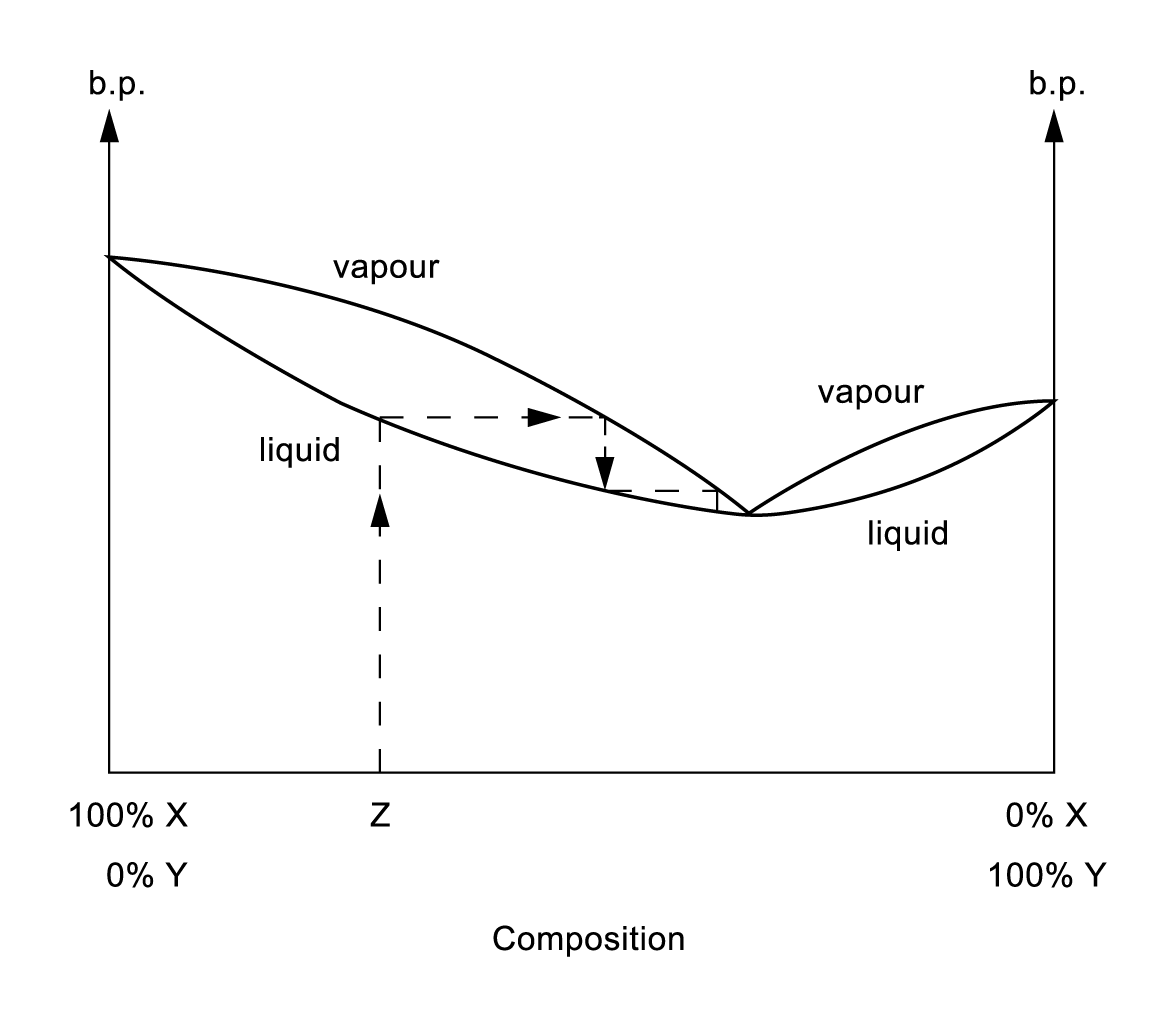 b.p. b.p.
vapour
vapour
liquid
liquid
100% X Z 0% X
0% Y 100% Y
Composition